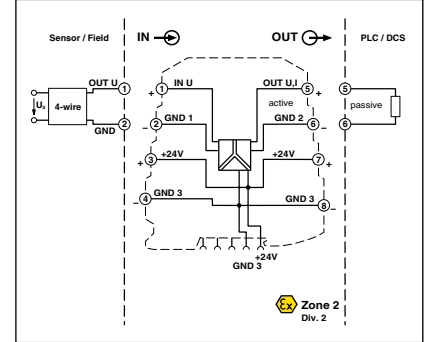 Sensor / Field
IN
OUT
PLC / DCS
OUT U
1
1
IN U
OUT U,I
5
5
+
+
Us
4-wire
active
passive
GND
2
2
GND 1
GND 2
6
6
–
–
+24V
+24V
3
7
+
+
4
GND 3
GND 3
8
–
–
+24V
GND 3
Ex
Zone 2
Div. 2